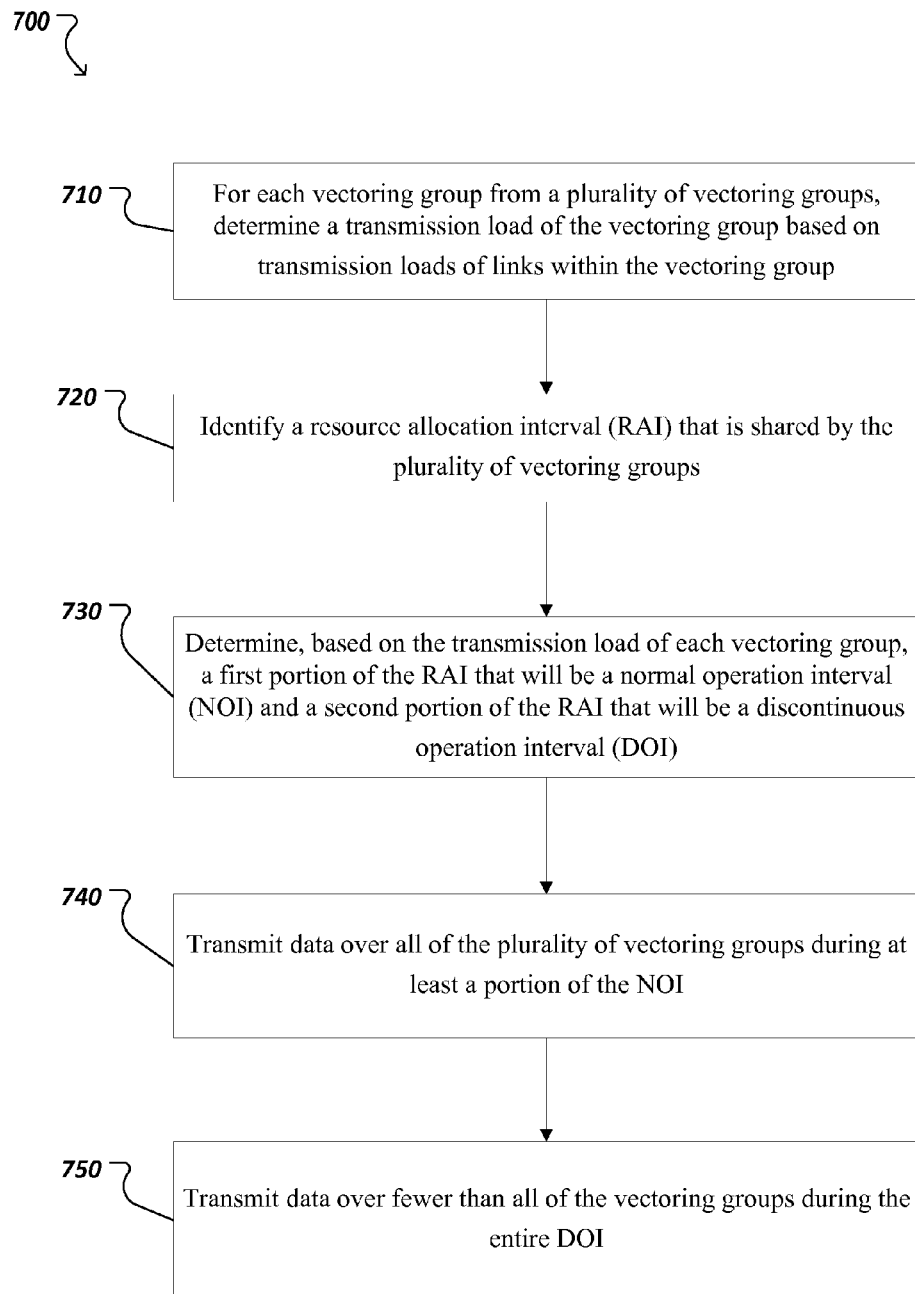 700
710
For each vectoring group from a plurality of vectoring groups,
determine a transmission load of the vectoring group based on
transmission loads of links within the vectoring group
720
Identify a resource allocation interval (RAI) that is shared by the
plurality of vectoring groups
730
Determine, based on the transmission load of each vectoring group,
a first portion of the RAI that will be a normal operation interval
(NOI) and a second portion of the RAI that will be a discontinuous
operation interval (DOI)
740
Transmit data over all of the plurality of vectoring groups during at
least a portion of the NOI
750
Transmit data over fewer than all of the vectoring groups during the
entire DOI